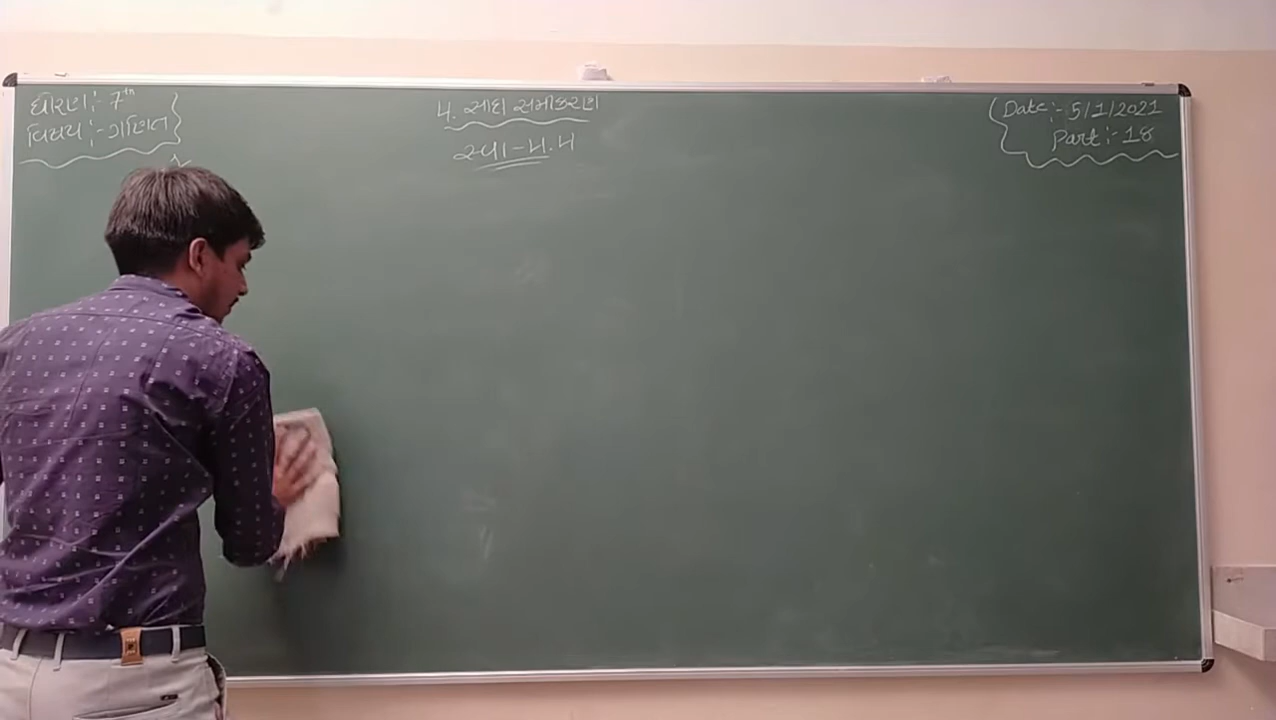 ધોરણ :- 7th
વિષય :- ગણિત
4. સાદા સમીકરણ
સ્વા-4.4
Date :- 5/1/2021
Part :- 18